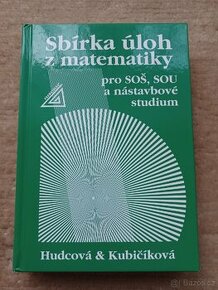 Sbírka úloh
z matematiky
pro SOŠ, SOU
a nástavbové
studium
Hudcová & Kubičíková